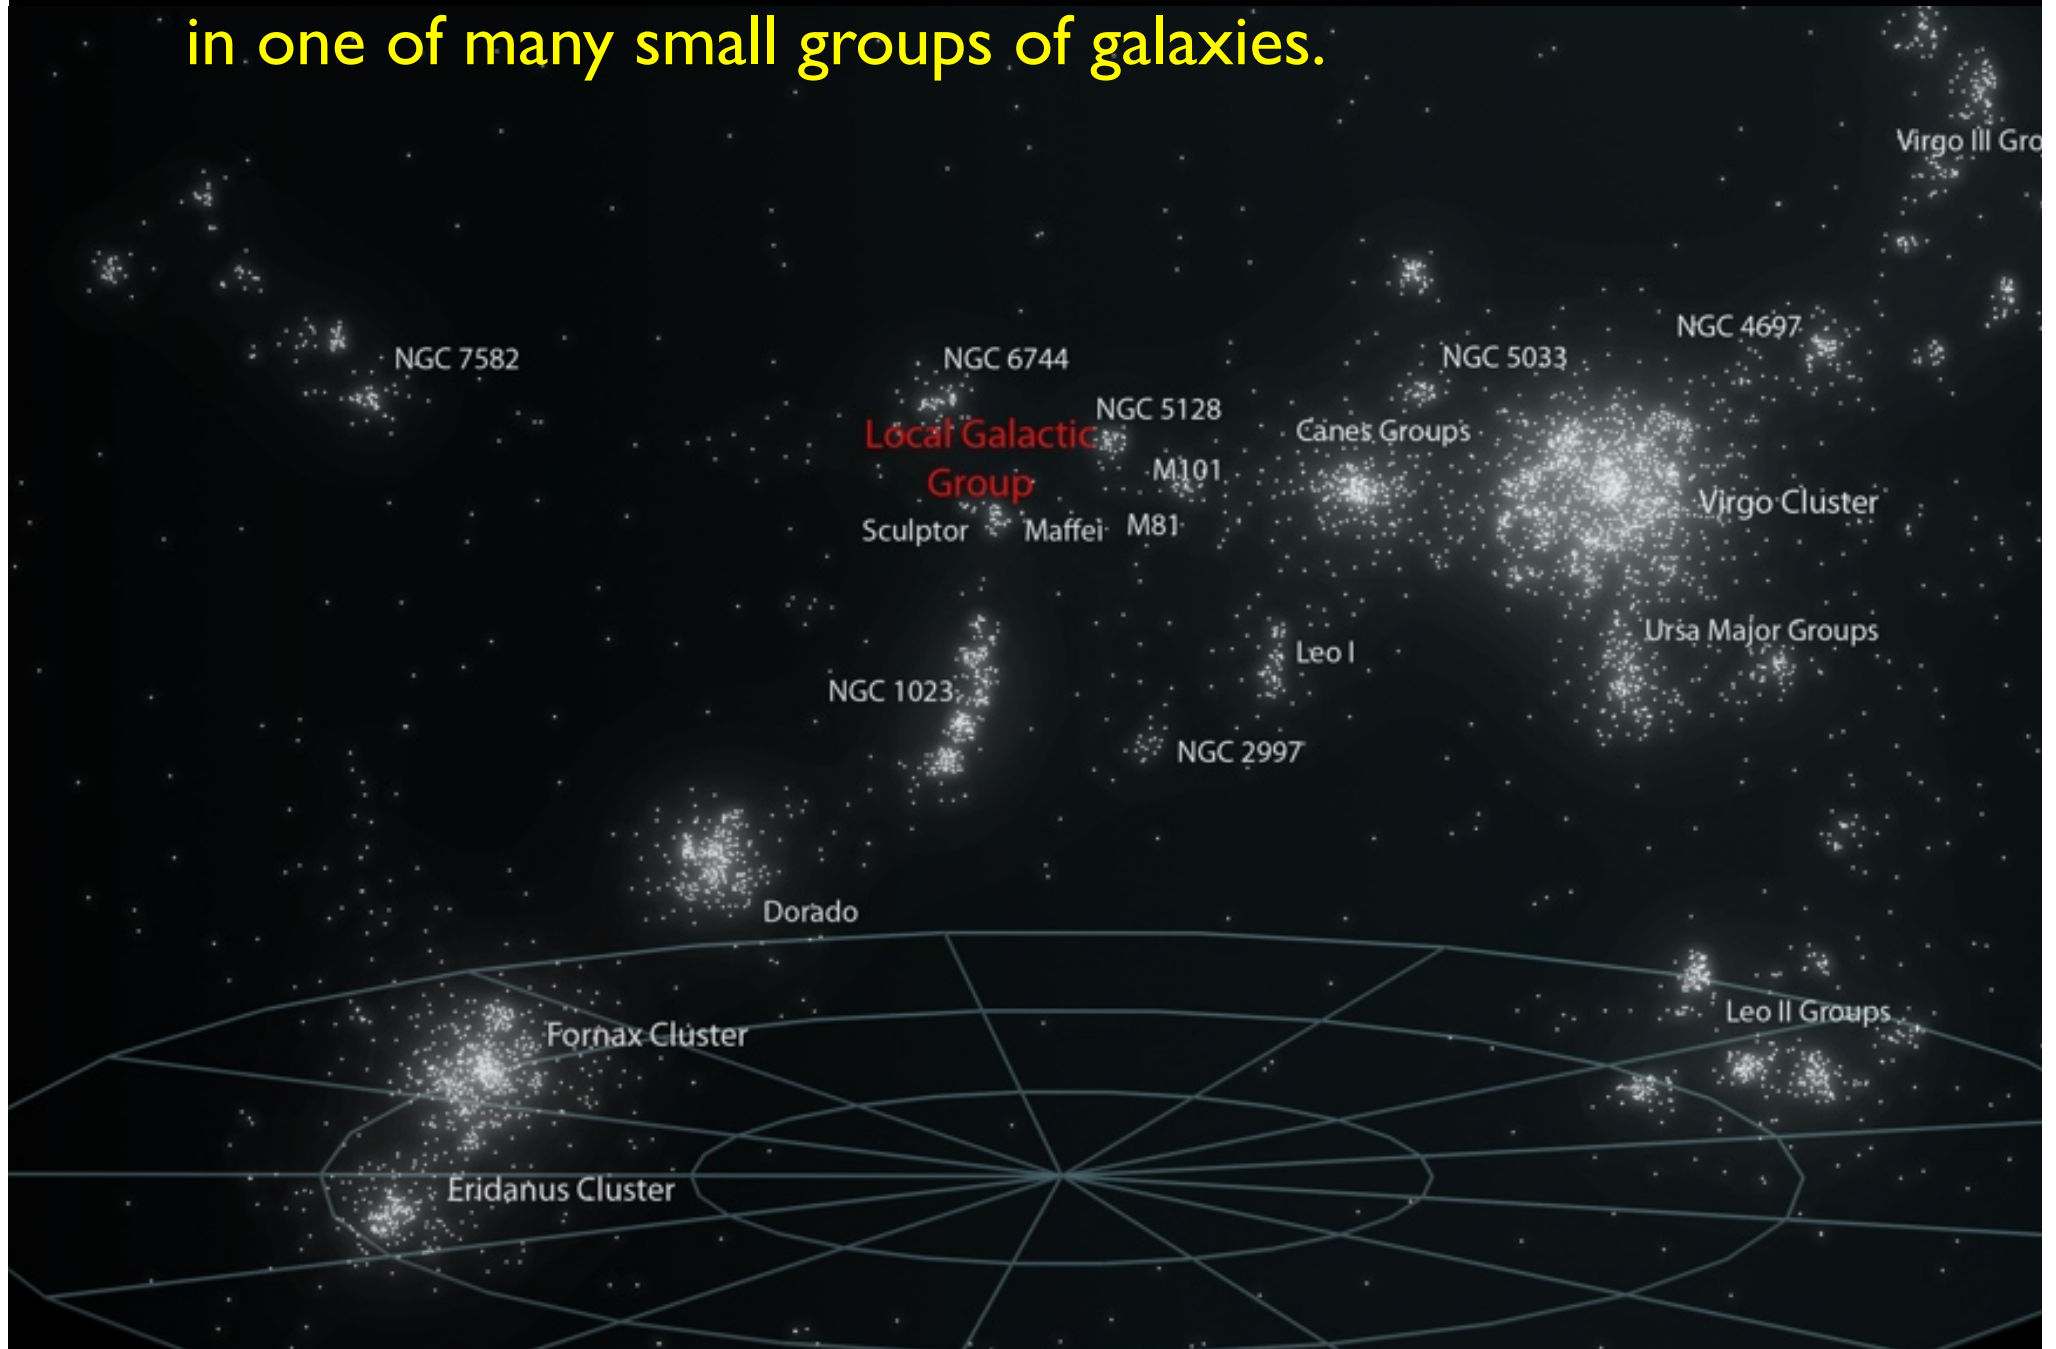 in one of many small groups of galaxies.
Virgo III Gro
NGC 4697
NGC 7582
NGC 6744
NGC 5033
NGC 5128
Canes Groups
Local Galactic
Group
M101
Virgo Cluster
Sculptor
Maffei
M81
Ursa Major Groups
Leo I
NGC 1023
NGC 2997
Dorado
Leo II Groups
Fornax Cluster
Eridanus Cluster